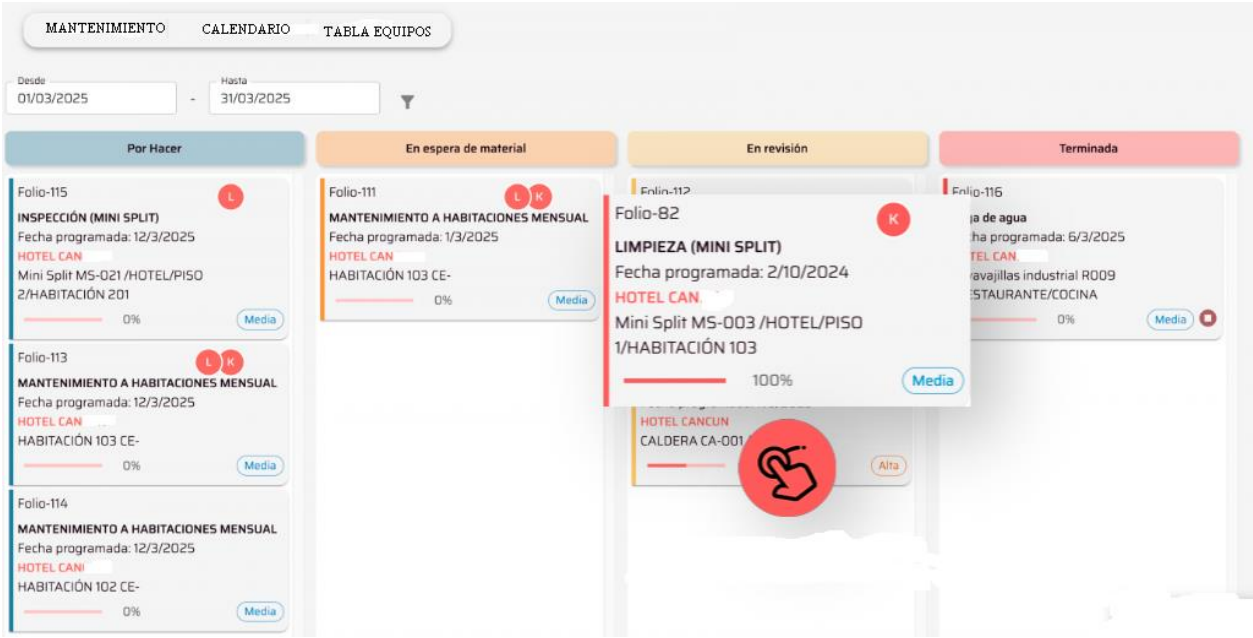 MANTENIMIENTO CALENDARIO TABLA EQUIPOS
Desde
01/03/2025
-
Hasta
31/03/2025
Por Hacer
Folio-115
L
INSPECCIÓN (MINI SPLIT)
Fecha programada: 12/3/2025
HOTEL CAN
Mini Split MS-021 /HOTEL/PISO
2/HABITACIÓN 201
0% Media
Folio-113
L K
MANTENIMIENTO A HABITACIONES MENSUAL
Fecha programada: 12/3/2025
HOTEL CAN
HABITACIÓN 103 CE-
0% Media
Folio-114
MANTENIMIENTO A HABITACIONES MENSUAL
Fecha programada: 12/3/2025
HOTEL CAN
HABITACIÓN 102 CE-
0% Media
En espera de material
Folio-111
L K
MANTENIMIENTO A HABITACIONES MENSUAL
Fecha programada: 1/3/2025
HOTEL CAN
HABITACIÓN 103 CE-
0% Media
En revisión
Folio-112
Folio-82
K
LIMPIEZA (MINI SPLIT)
Fecha programada: 2/10/2024
HOTEL CAN
Mini Split MS-003 /HOTEL/PISO
1/HABITACIÓN 103
100% Media
HOTEL CANCUN
CALDERA CA-001
Alta
Terminada
Folio-116
de agua
programada: 6/3/2025
CAN
industrial R009
0% Media